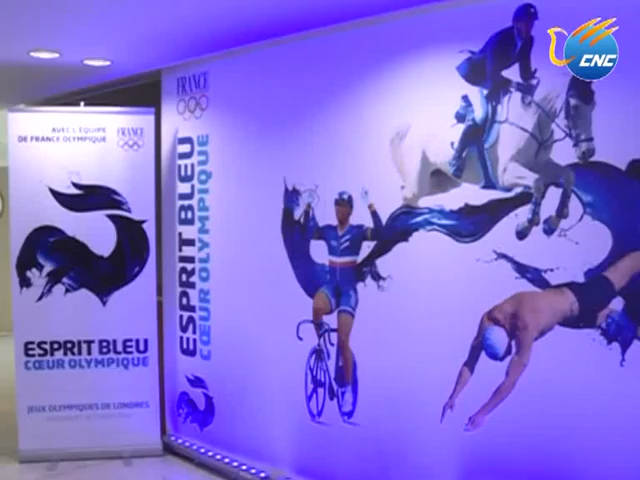 AVEC L'ÉQUIPE
DE FRANCE OLYMPIQUE
FRANCE
ESPRIT BLEU
CŒUR OLYMPIQUE
JEUX OLYMPIQUES DE LONDRES
FRANCE
ESPRIT BLEU
CŒUR OLYMPIQUE
CNC